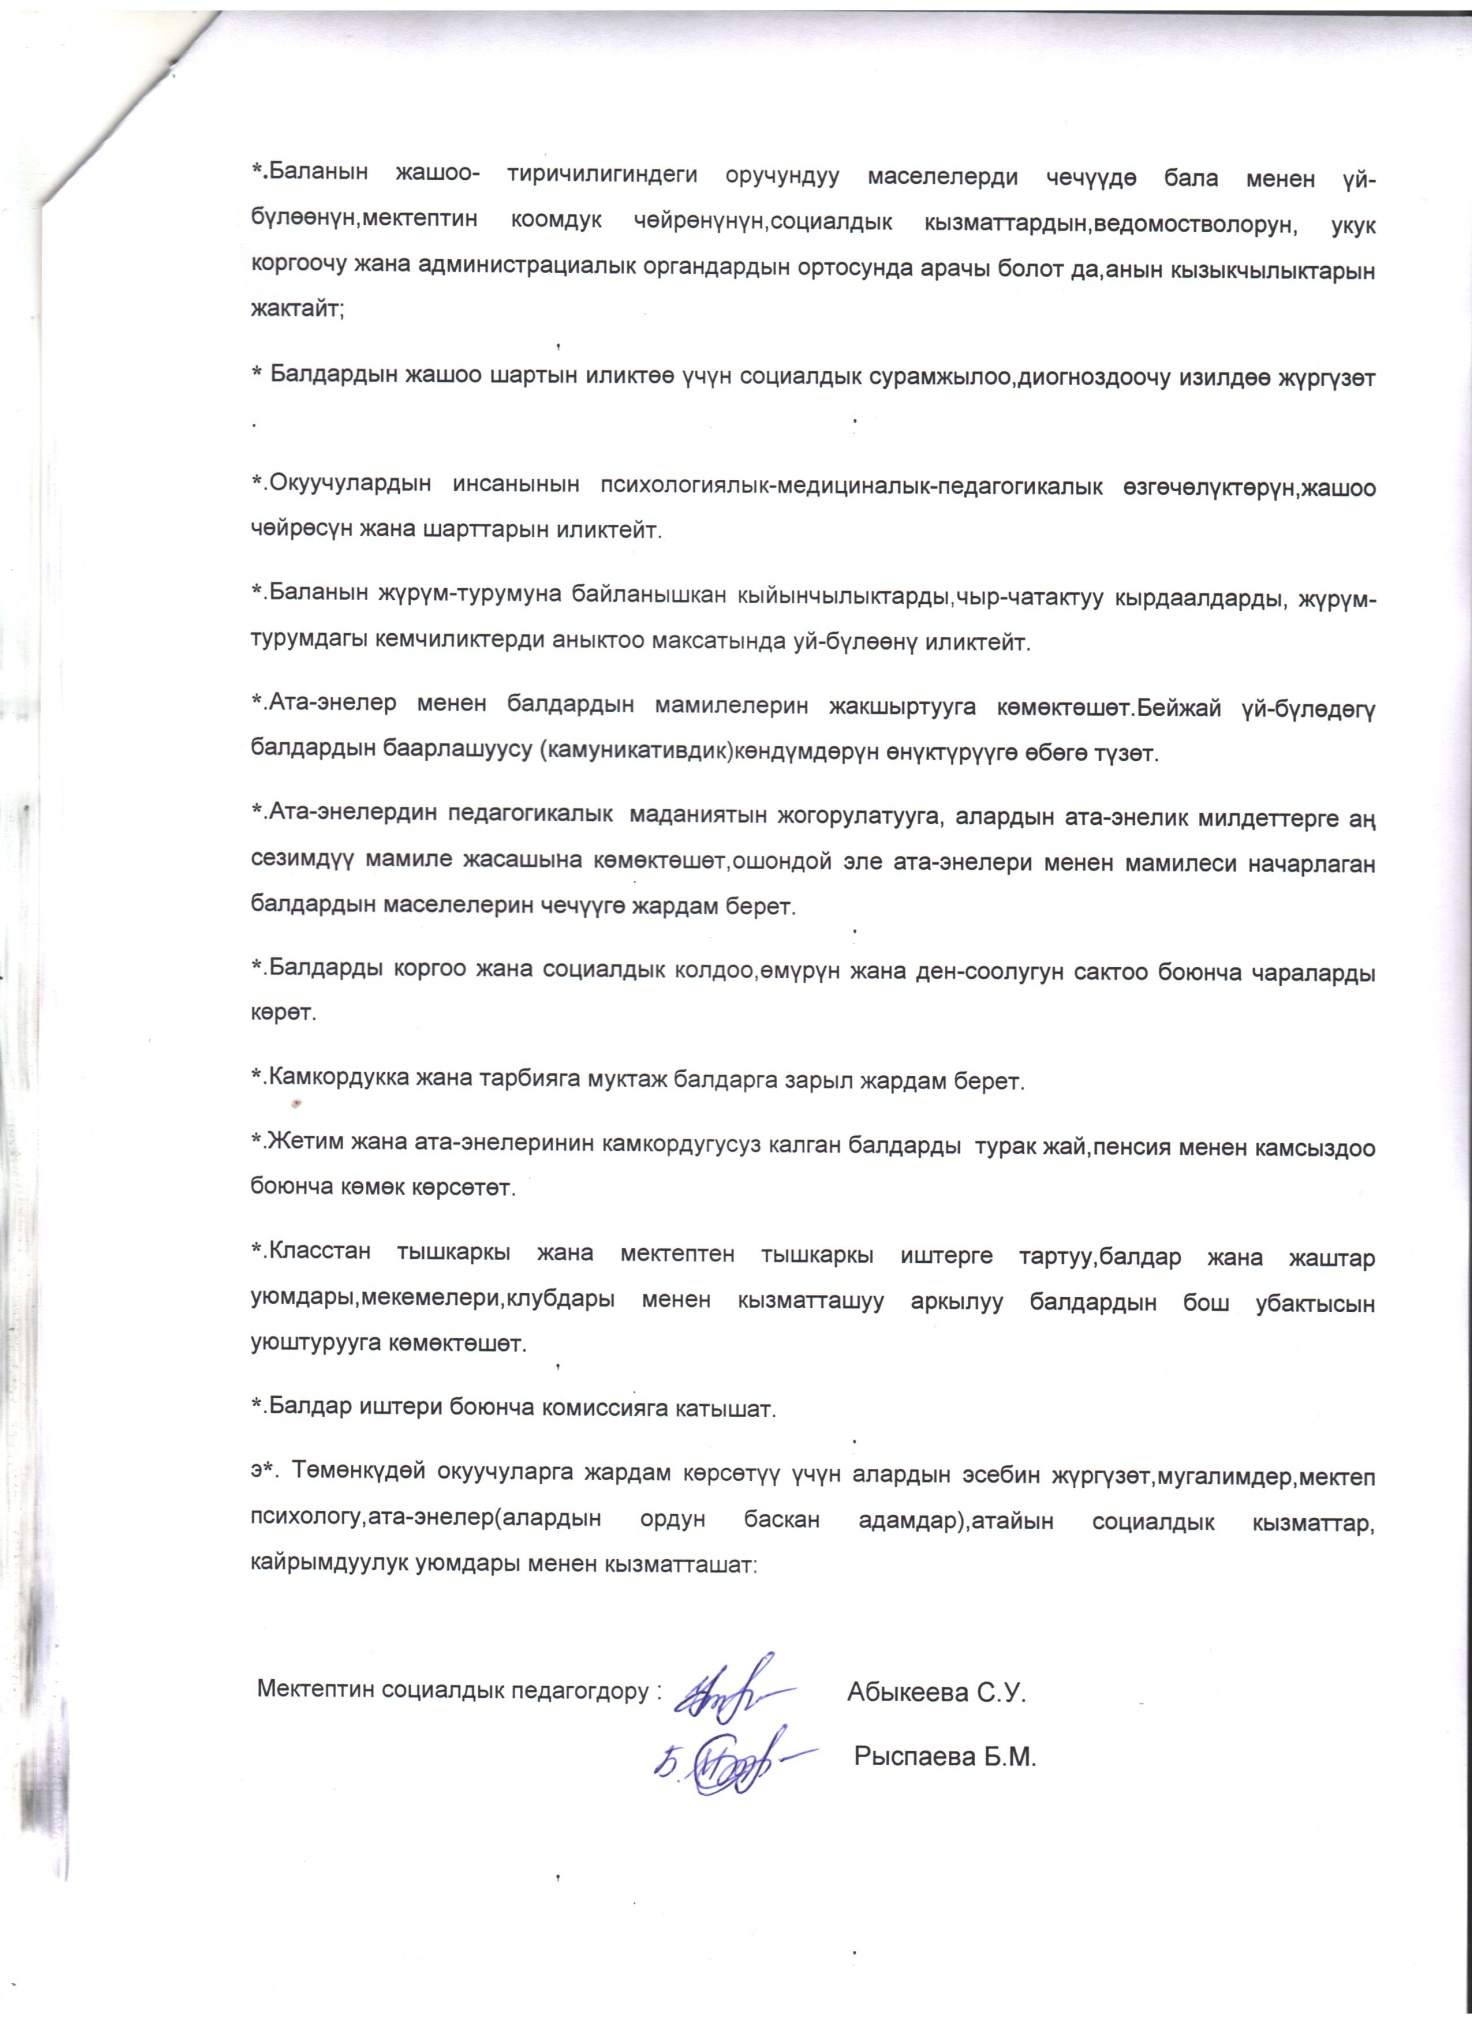 *.Баланын жашоо- тиричилигиндеги оручундуу маселелерди чечүүдө бала менен үй-
бүлөөнүн,мектептин коомдук чөйрөнүнүн,социалдык кызматтардын,ведомостволорун, укук
коргоочу жана администрациалык органдардын ортосунда арачы болот да,анын кызыкчылыктарын
жактайт;
* Балдардын жашоо шартын иликтөө үчүн социалдык сурамжылоо,диогноздоочу изилдөө жүргүзөт
.
*.Окуучулардын инсанынын психологиялык-медициналык-педагогикалык өзгөчөлүктөрүн,жашоо
чөйрөсүн жана шарттарын иликтейт.
*.Баланын жүрүм-турумуна байланышкан кыйынчылыктарды,чыр-чатактуу кырдаалдарды, жүрүм-
турумдагы кемчиликтерди аныктоо максатында уй-бүлөөнү иликтейт.
*.Ата-энелер менен балдардын мамилелерин жакшыртууга көмөктөшөт.Бейжай үй-бүлөдөгү
балдардын баарлашуусу (камуникативдик)көндүмдөрүн өнүктүрүүгө өбөгө түзөт.
*.Ата-энелердин педагогикалык маданиятын жогорулатууга, алардын ата-энелик милдеттерге аң
сезимдүү мамиле жасашына көмөктөшөт,ошондой эле ата-энелери менен мамилеси начарлаган
балдардын маселелерин чечүүгө жардам берет.
*.Балдарды коргоо жана социалдык колдоо,өмүрүн жана ден-соолугун сактоо боюнча чараларды
көрөт.
*.Камкордукка жана тарбияга муктаж балдарга зарыл жардам берет.
*.Жетим жана ата-энелеринин камкордугусуз калган балдарды турак жай,пенсия менен камсыздоо
боюнча көмөк көрсөтөт.
*.Класстан тышкаркы жана мектептен тышкаркы иштерге тартуу,балдар жана жаштар
уюмдары,мекемелери,клубдары менен кызматташуу аркылуу балдардын бош убактысын
уюштурууга көмөктөшөт.
*.Балдар иштери боюнча комиссияга катышат.
э*. Төмөнкүдөй окуучуларга жардам көрсөтүү үчүн алардын эсебин жүргүзөт,мугалимдер,мектеп
психологу,ата-энелер(алардын ордун баскан адамдар),атайын социалдык кызматтар,
кайрымдуулук уюмдары менен кызматташат:
Мектептин социалдык педагогдору : Абыкеева С.У.
Рыспаева Б.М.